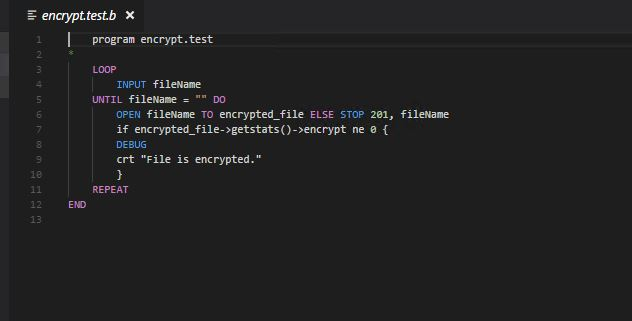 encrypt.test.b ×
1 program encrypt.test
2 *
3 LOOP
4 INPUT fileName
5 UNTIL fileName = "" DO
6 OPEN fileName TO encrypted_file ELSE STOP 201, fileName
7 if encrypted_file->getstats()->encrypt ne 0 {
8 DEBUG
9 crt "File is encrypted."
10 }
11 REPEAT
12 END
13